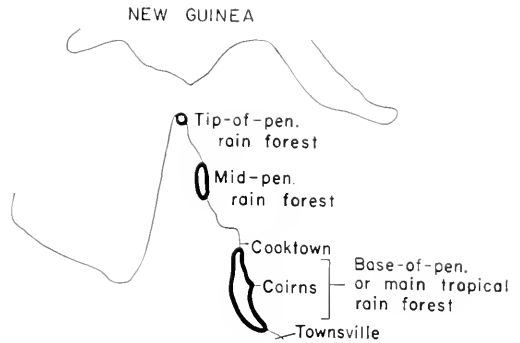 NEW GUINEA
Tip-of-pen.
rain forest
Mid-pen.
rain forest
Cooktown
Cairns
Base-of-pen.
or main tropical
rain forest
Townsville